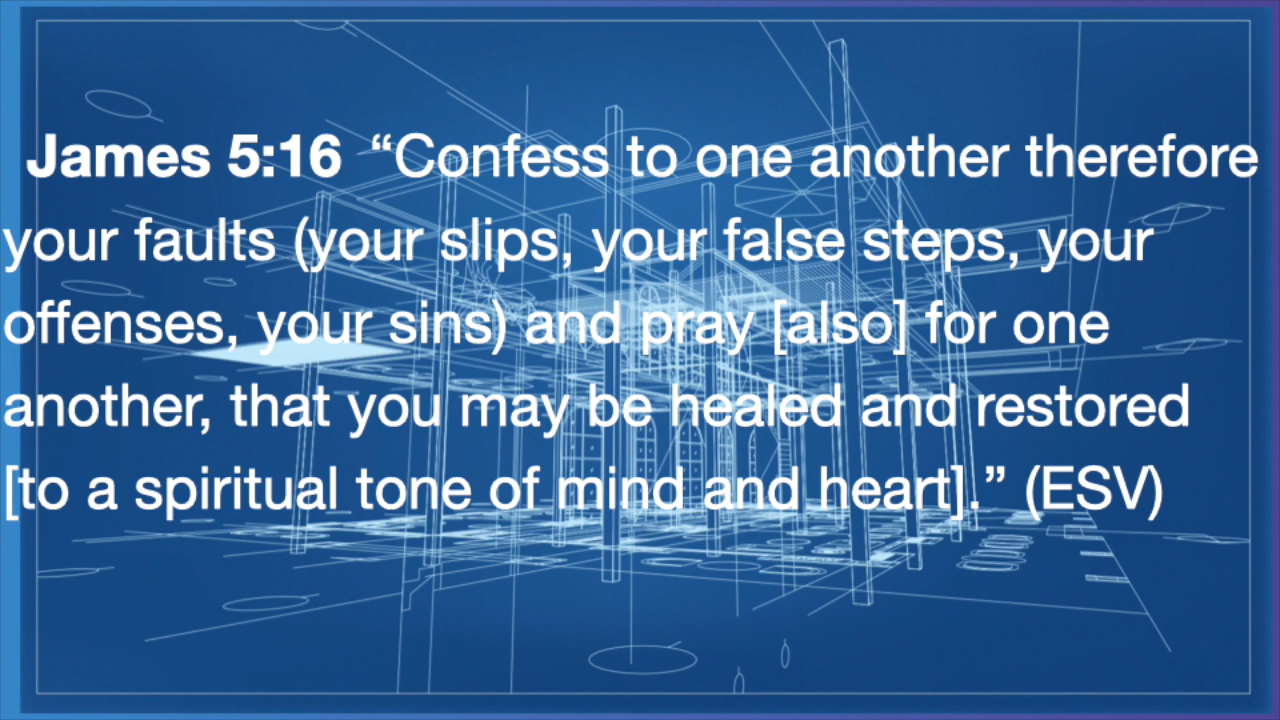 James 5:16 “Confess to one another therefore
your faults (your slips, your false steps, your
offenses, your sins) and pray [also] for one
another, that you may be healed and restored
[to a spiritual tone of mind and heart].” (ESV)